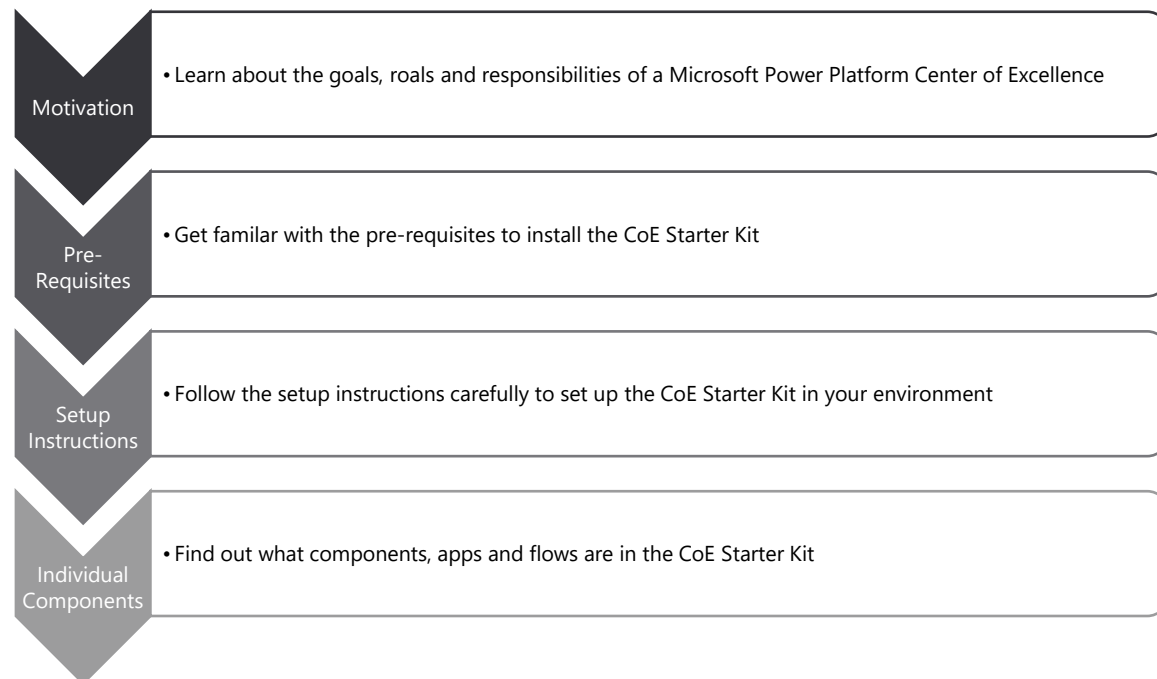 Motivation
• Learn about the goals, roals and responsibilities of a Microsoft Power Platform Center of Excellence
Pre-
Requisites
• Get familar with the pre-requisites to install the CoE Starter Kit
Setup
Instructions
• Follow the setup instructions carefully to set up the CoE Starter Kit in your environment
Individual
Components
• Find out what components, apps and flows are in the CoE Starter Kit